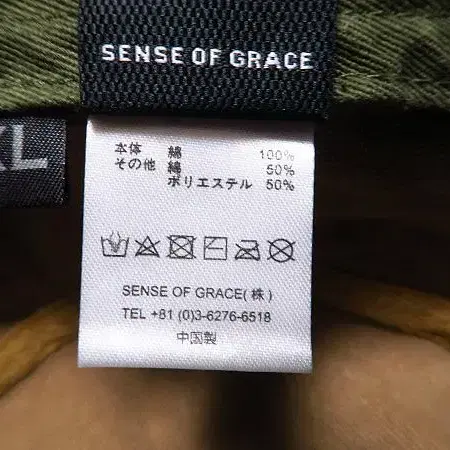 SENSE OF GRACE
XL
本体 綿 100%
その他 綿 50%
ポリエステル 50%
SENSE OF GRACE(株)
TEL +81 (0)3-6276-6518
中国製